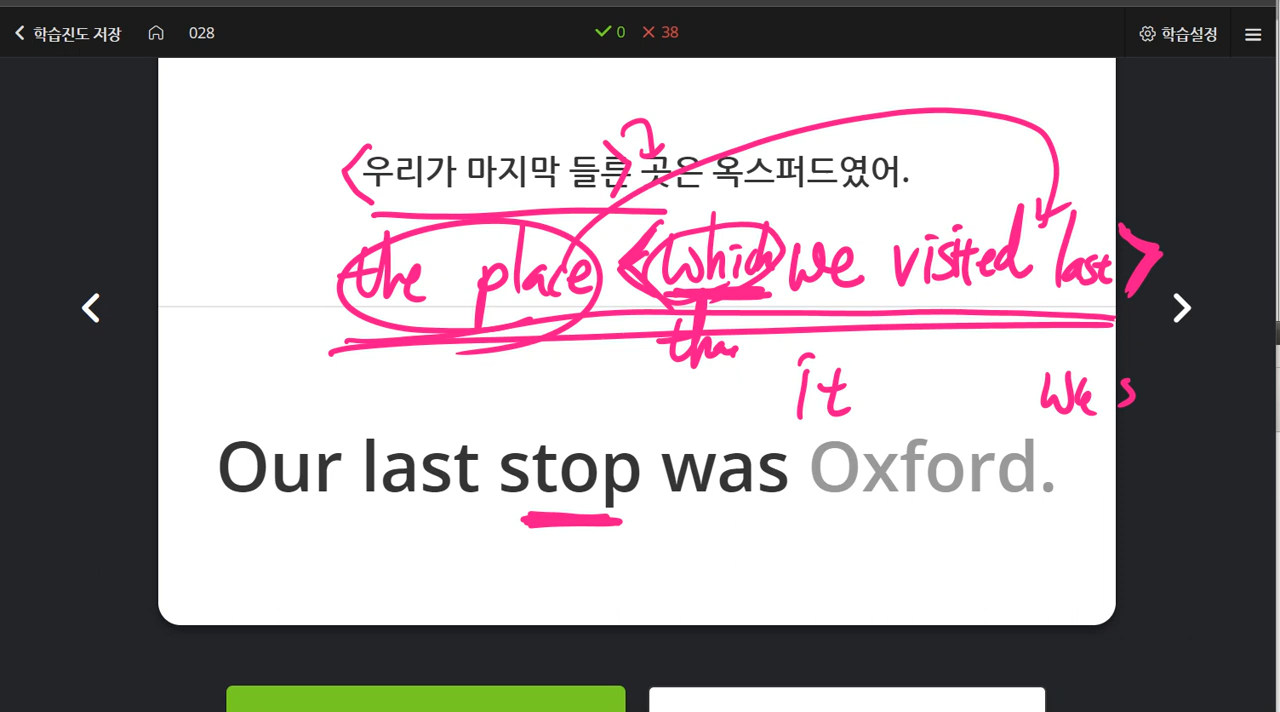 학습진도 저장 028 0 38 학습설정
우리가 마지막 들른 곳은 옥스퍼드였어.
the place which we visited last
it
Our last stop was Oxford.